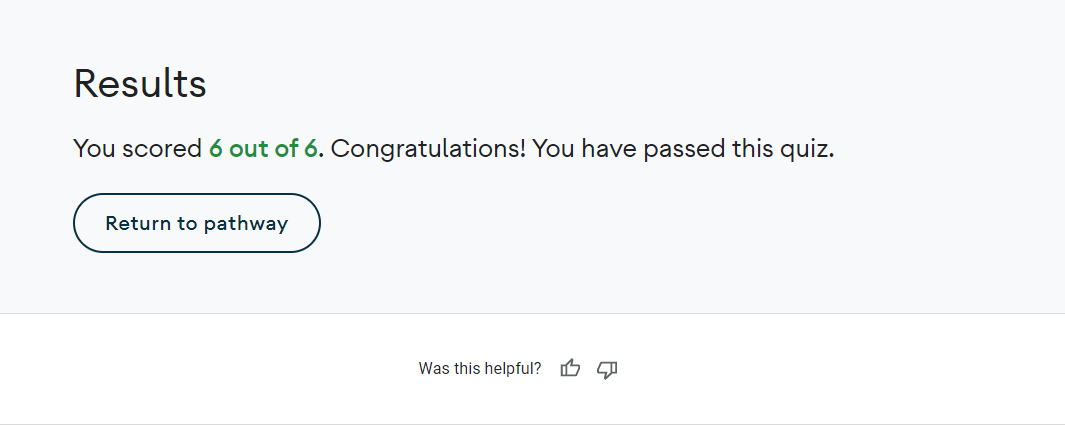 Results
You scored 6 out of 6. Congratulations! You have passed this quiz.
Return to pathway
Was this helpful?